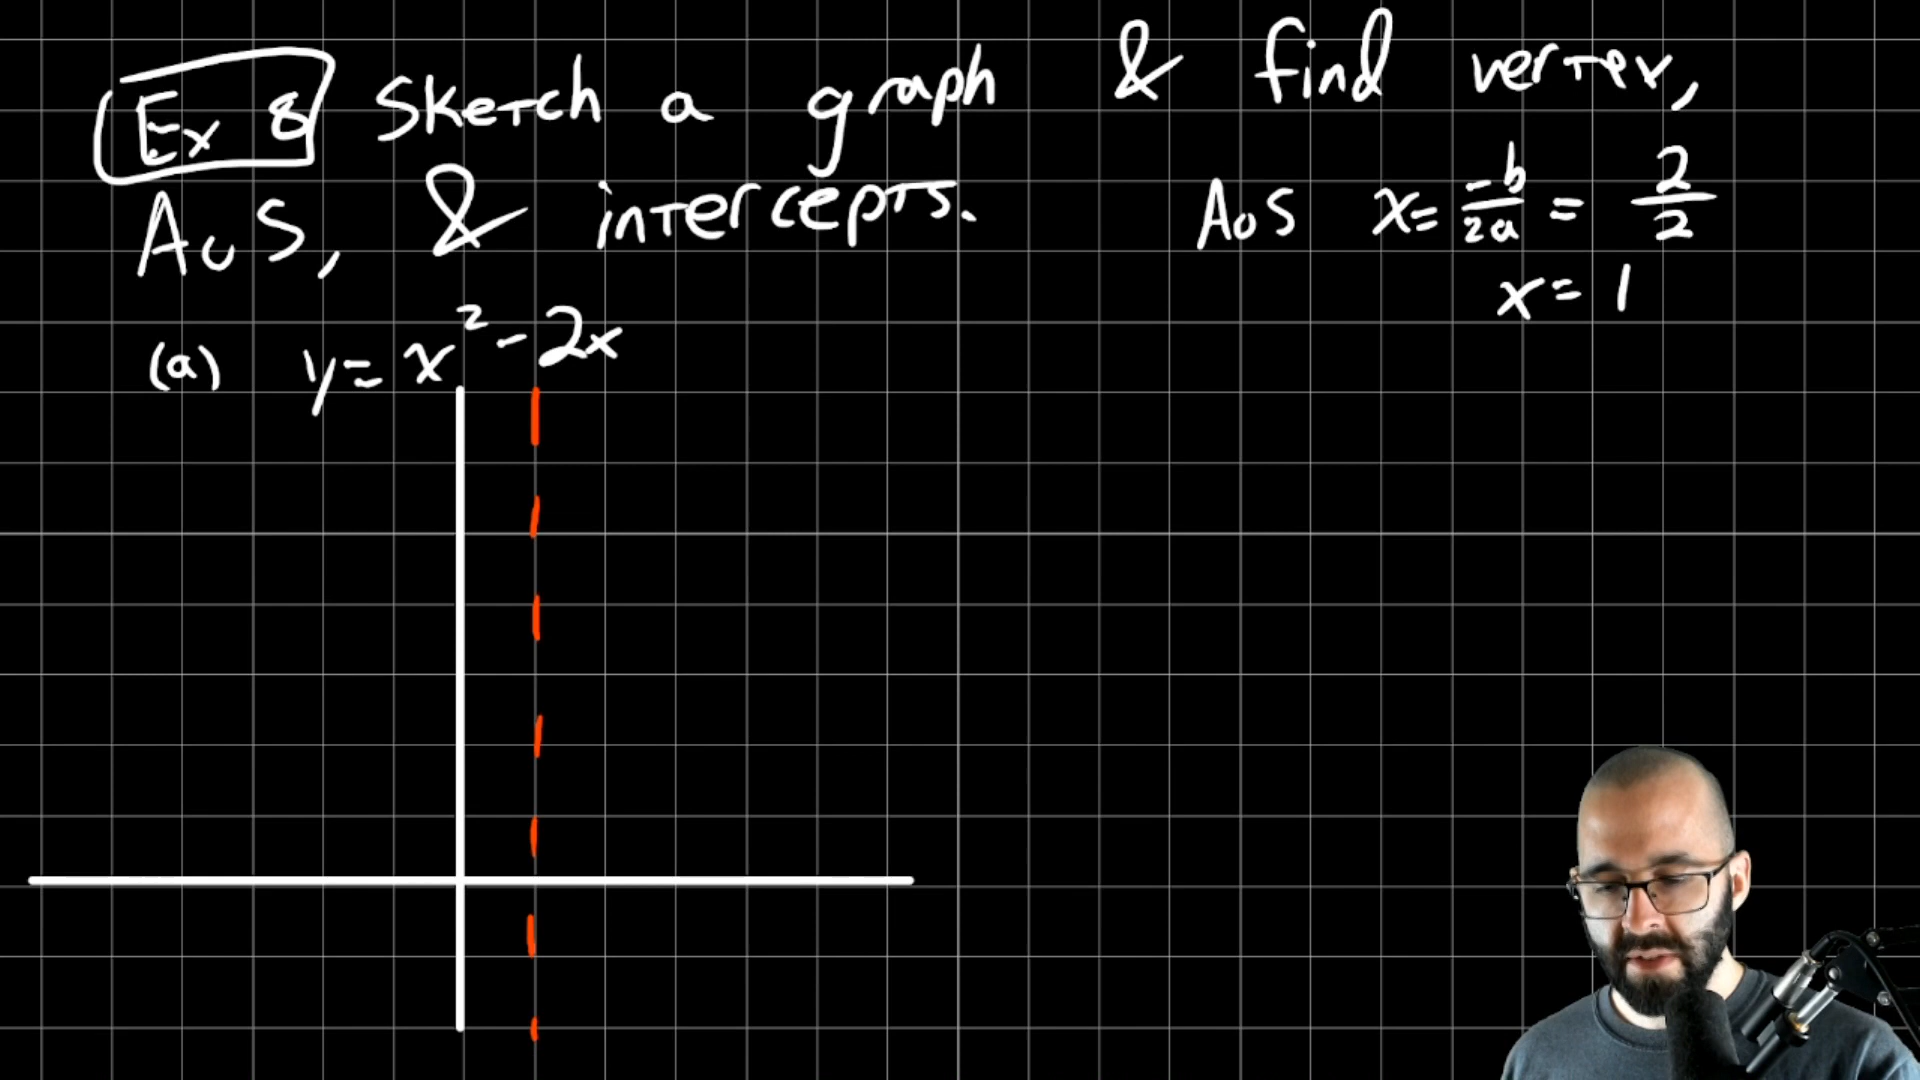 Ex 8 Sketch a graph & find vertex,
AoS, & intercepts.
AoS x = -b/2a = 2/2
x = 1
(a) y = x² - 2x